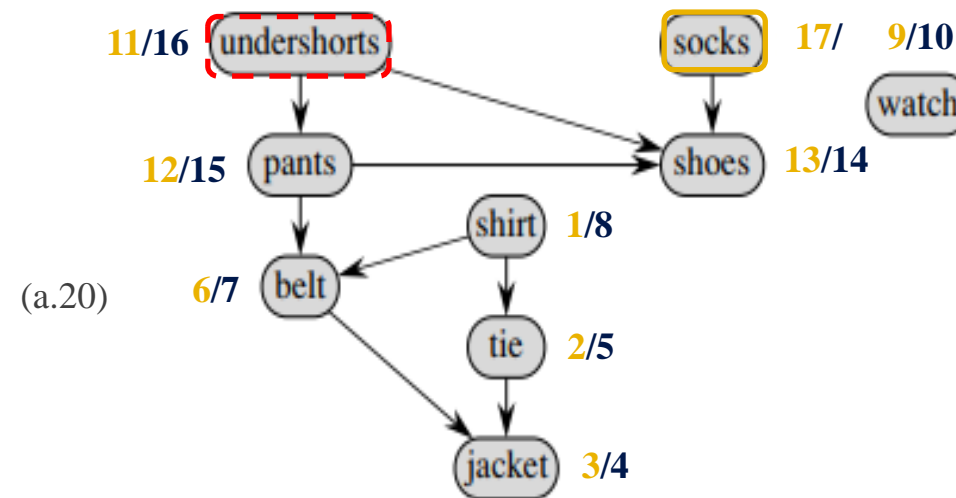 11/16 undershorts socks 17/ 9/10
watch
12/15 pants shoes 13/14
shirt 1/8
(a.20) 6/7 belt
tie 2/5
jacket 3/4